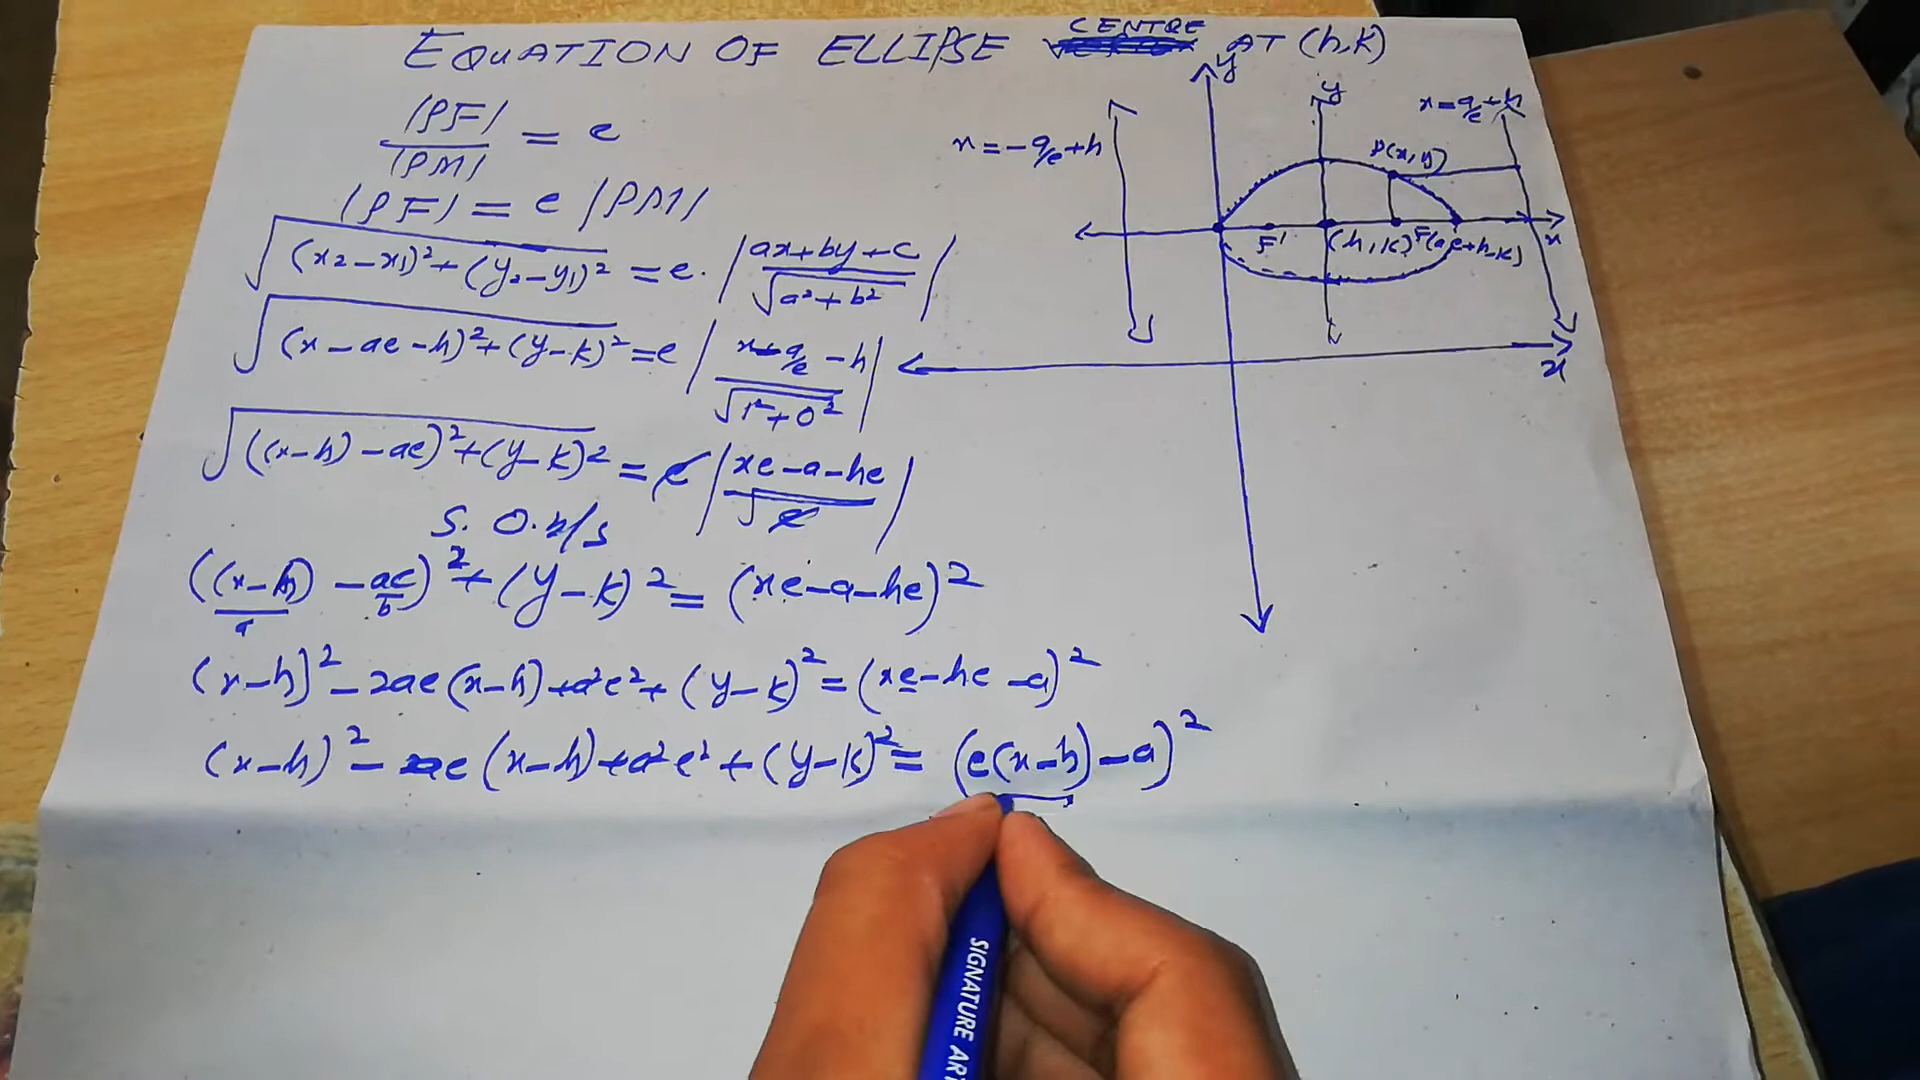 EQUATION OF ELLIPSE CENTRE AT (h,k)
|PF| / |PM| = e
|PF| = e |PM|
√(x₂-x₁)²+(y₂-y₁)² = e. |ax+by+c / √a²+b²|
√(x-ae-h)²+(y-k)² = e |x-a/e-h / √1²+0²|
√((x-h)-ae)²+(y-k)² = e |xe-a-he / √e|
S.O.b/s
((x-h)-ae)²+(y-k)² = (xe-a-he)²
a b
(x-h)²-2ae(x-h)+a²e²+(y-k)² = (xe-he-a)²
(x-h)²-2ae(x-h)+a²e²+(y-k)² = (e(x-h)-a)²
y
y
x=a/e+h
x=-a/e+h
P(x,y)
F'
(h,k)
F(ae+h,k)
x
x
SIGNATURE